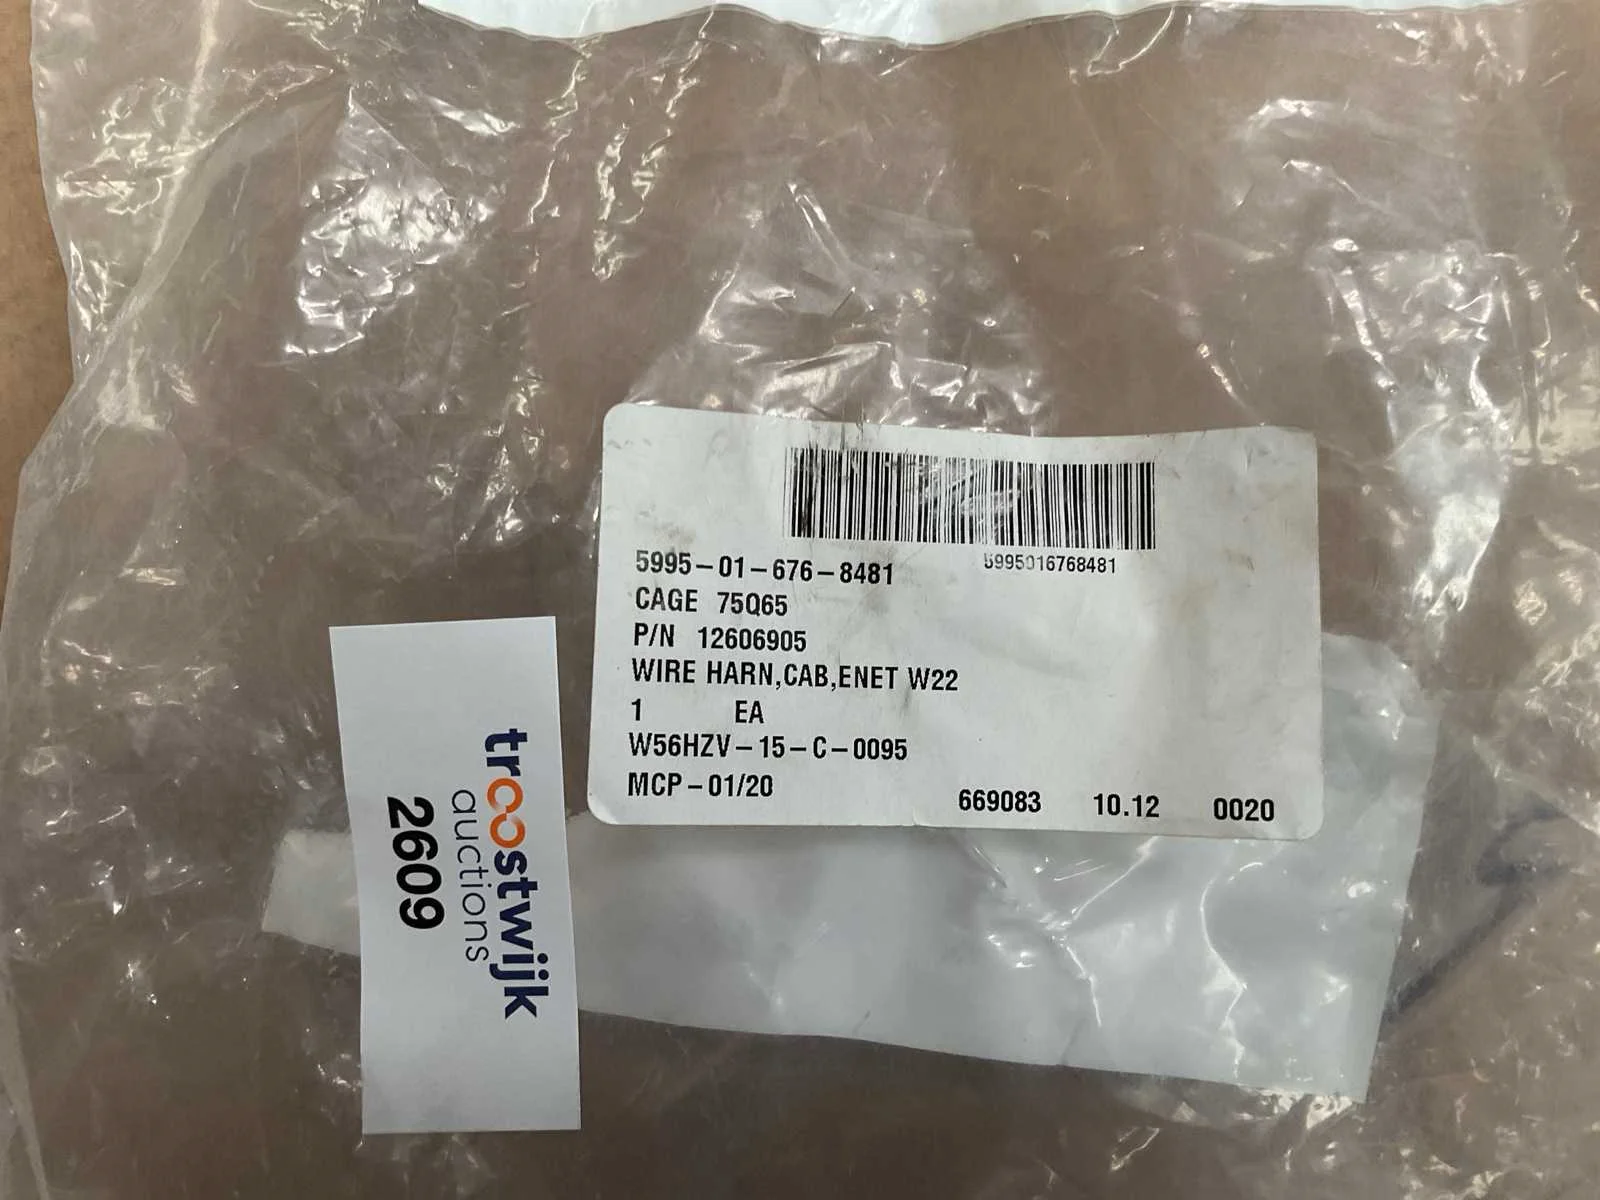 5995016768481
5995-01-676-8481
CAGE 75Q65
P/N 12606905
WIRE HARN,CAB,ENET W22
1 EA
W56HZV-15-C-0095
MCP-01/20 669083 10.12 0020
troostwijk
auctions
2609